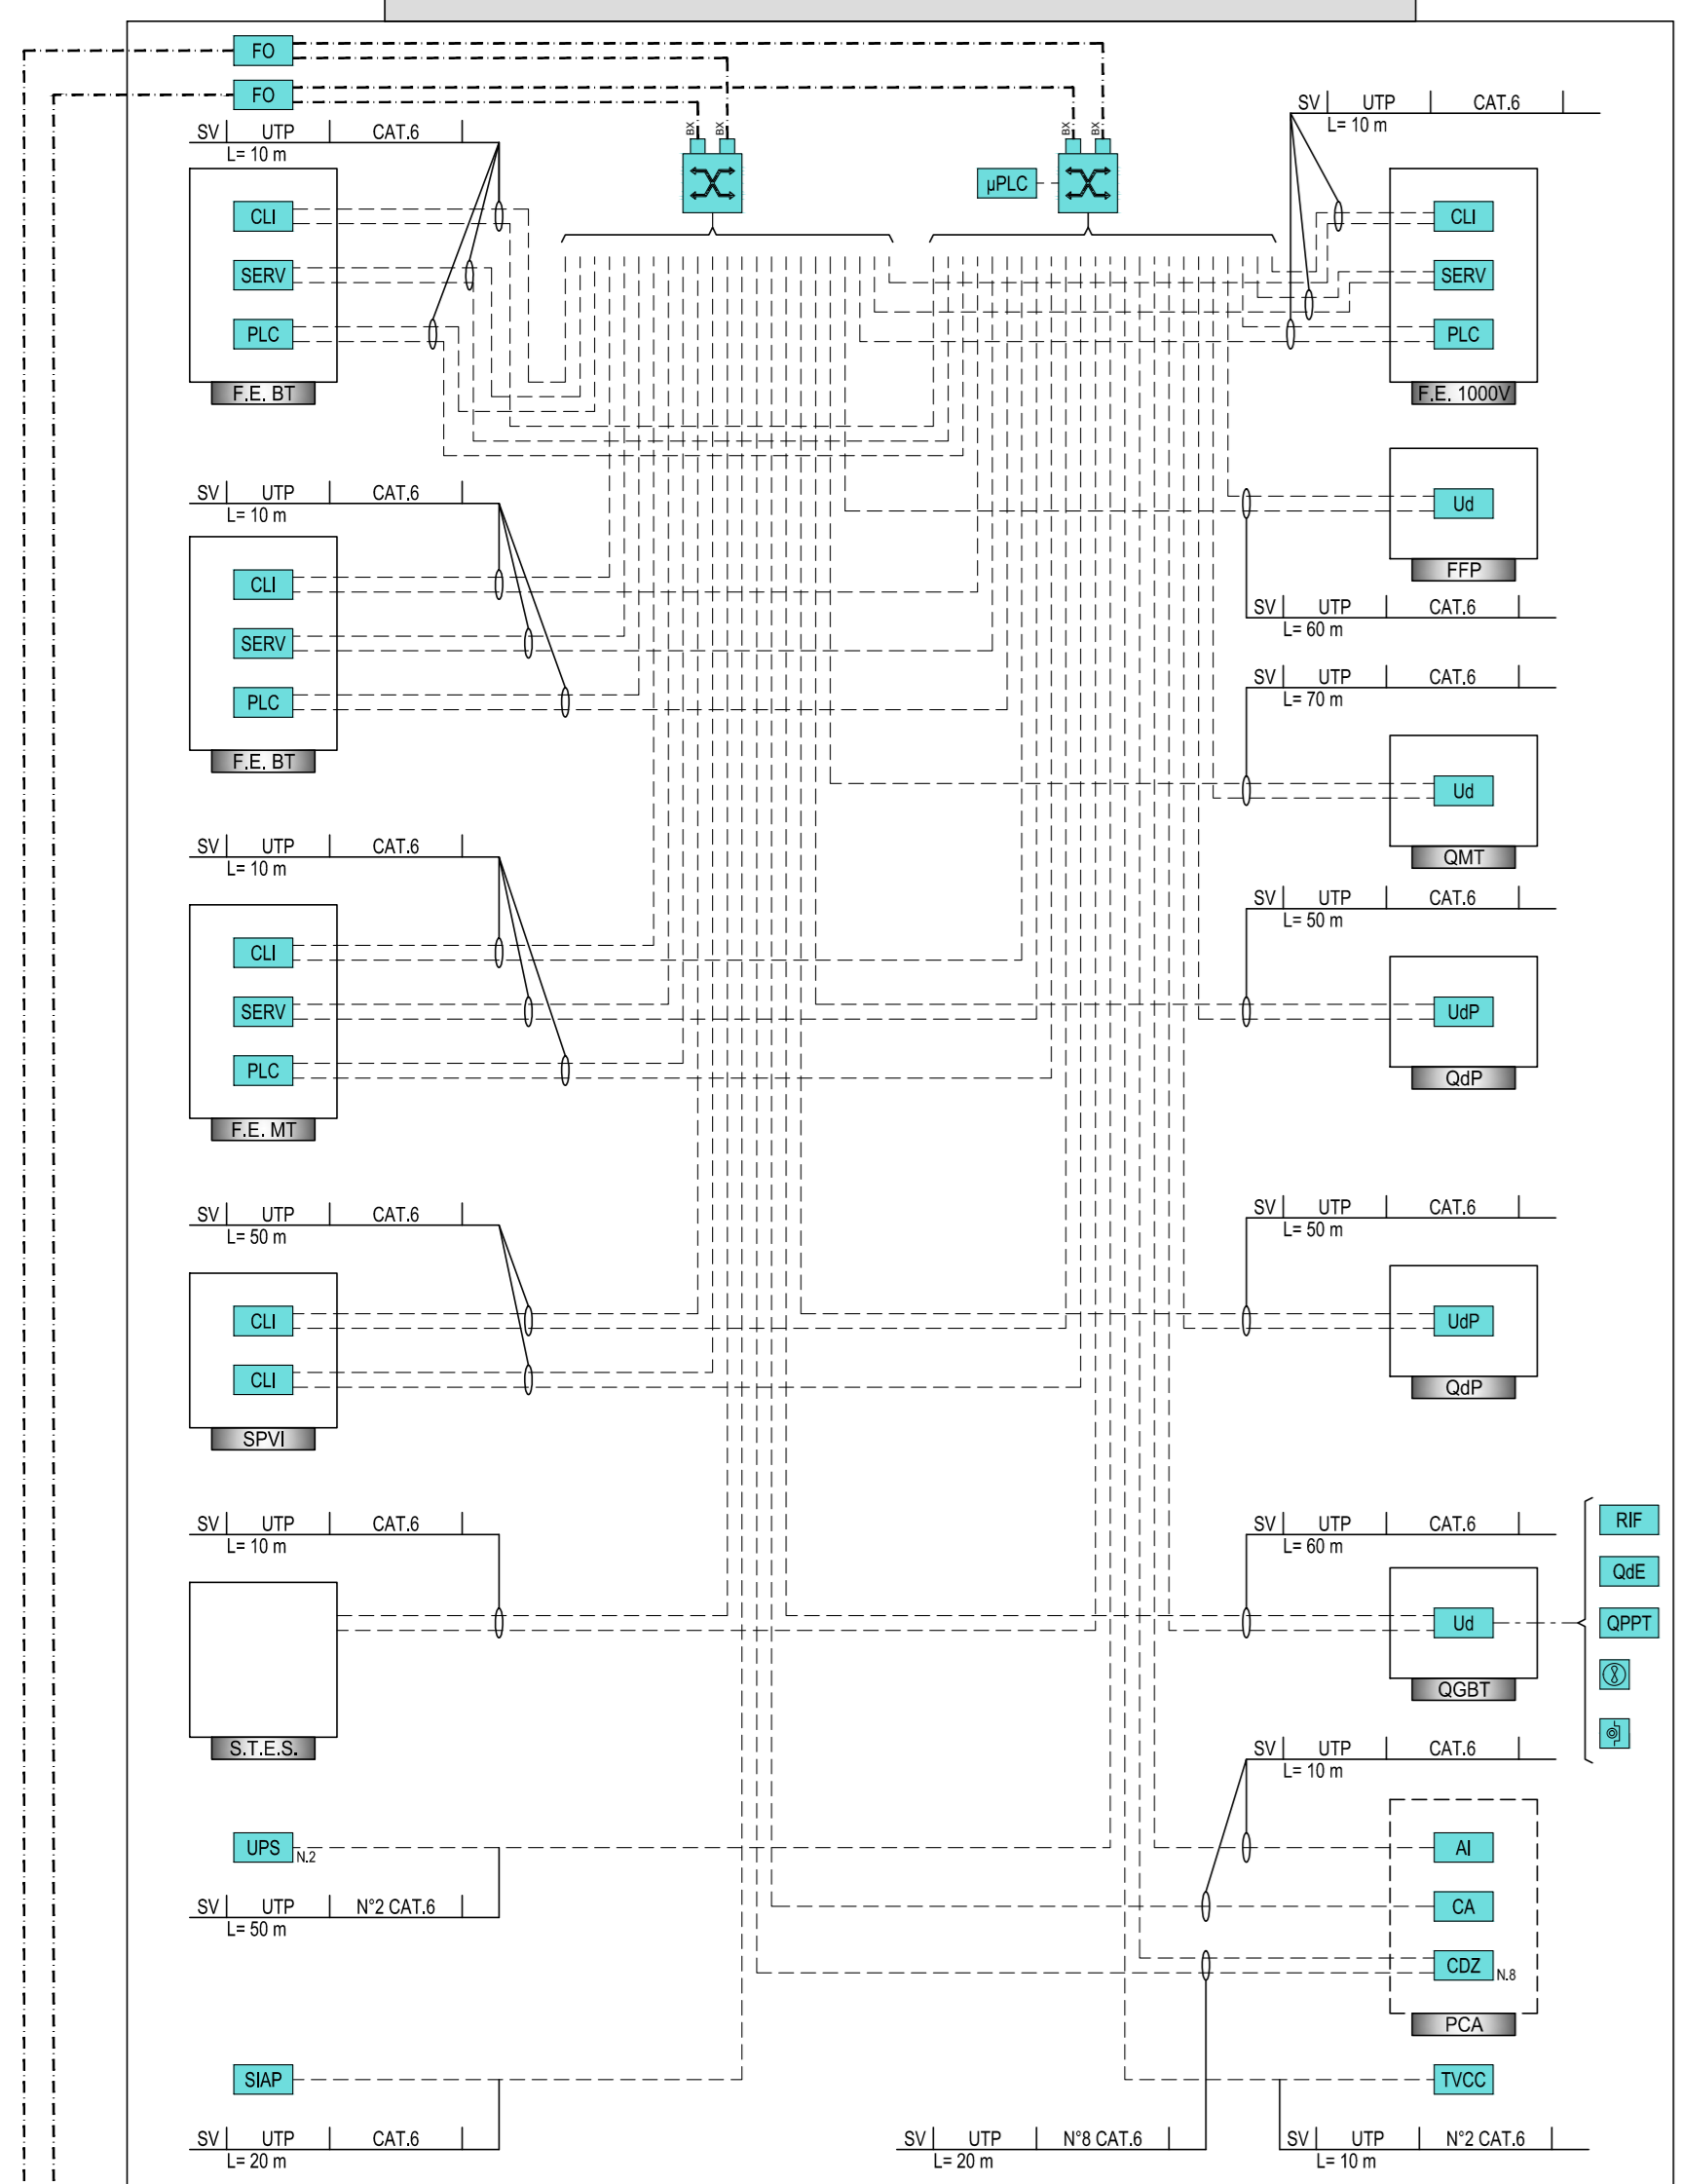 FO
FO
SV UTP CAT.6
L= 10 m
BX BX BX BX
SV UTP CAT.6
L= 10 m
µPLC
CLI
SERV
PLC
F.E. BT
CLI
SERV
PLC
F.E. 1000V
SV UTP CAT.6
L= 10 m
CLI
SERV
PLC
F.E. BT
Ud
FFP
SV UTP CAT.6
L= 60 m
SV UTP CAT.6
L= 70 m
Ud
QMT
SV UTP CAT.6
L= 10 m
CLI
SERV
PLC
F.E. MT
SV UTP CAT.6
L= 50 m
UdP
QdP
SV UTP CAT.6
L= 50 m
CLI
CLI
SPVI
SV UTP CAT.6
L= 50 m
UdP
QdP
SV UTP CAT.6
L= 10 m
S.T.E.S.
SV UTP CAT.6
L= 60 m
Ud
QGBT
RIF
QdE
QPPT
SV UTP CAT.6
L= 10 m
UPS N.2
SV UTP N°2 CAT.6
L= 50 m
AI
CA
CDZ N.8
PCA
SIAP
TVCC
SV UTP CAT.6
L= 20 m
SV UTP N°8 CAT.6
L= 20 m
SV UTP N°2 CAT.6
L= 10 m